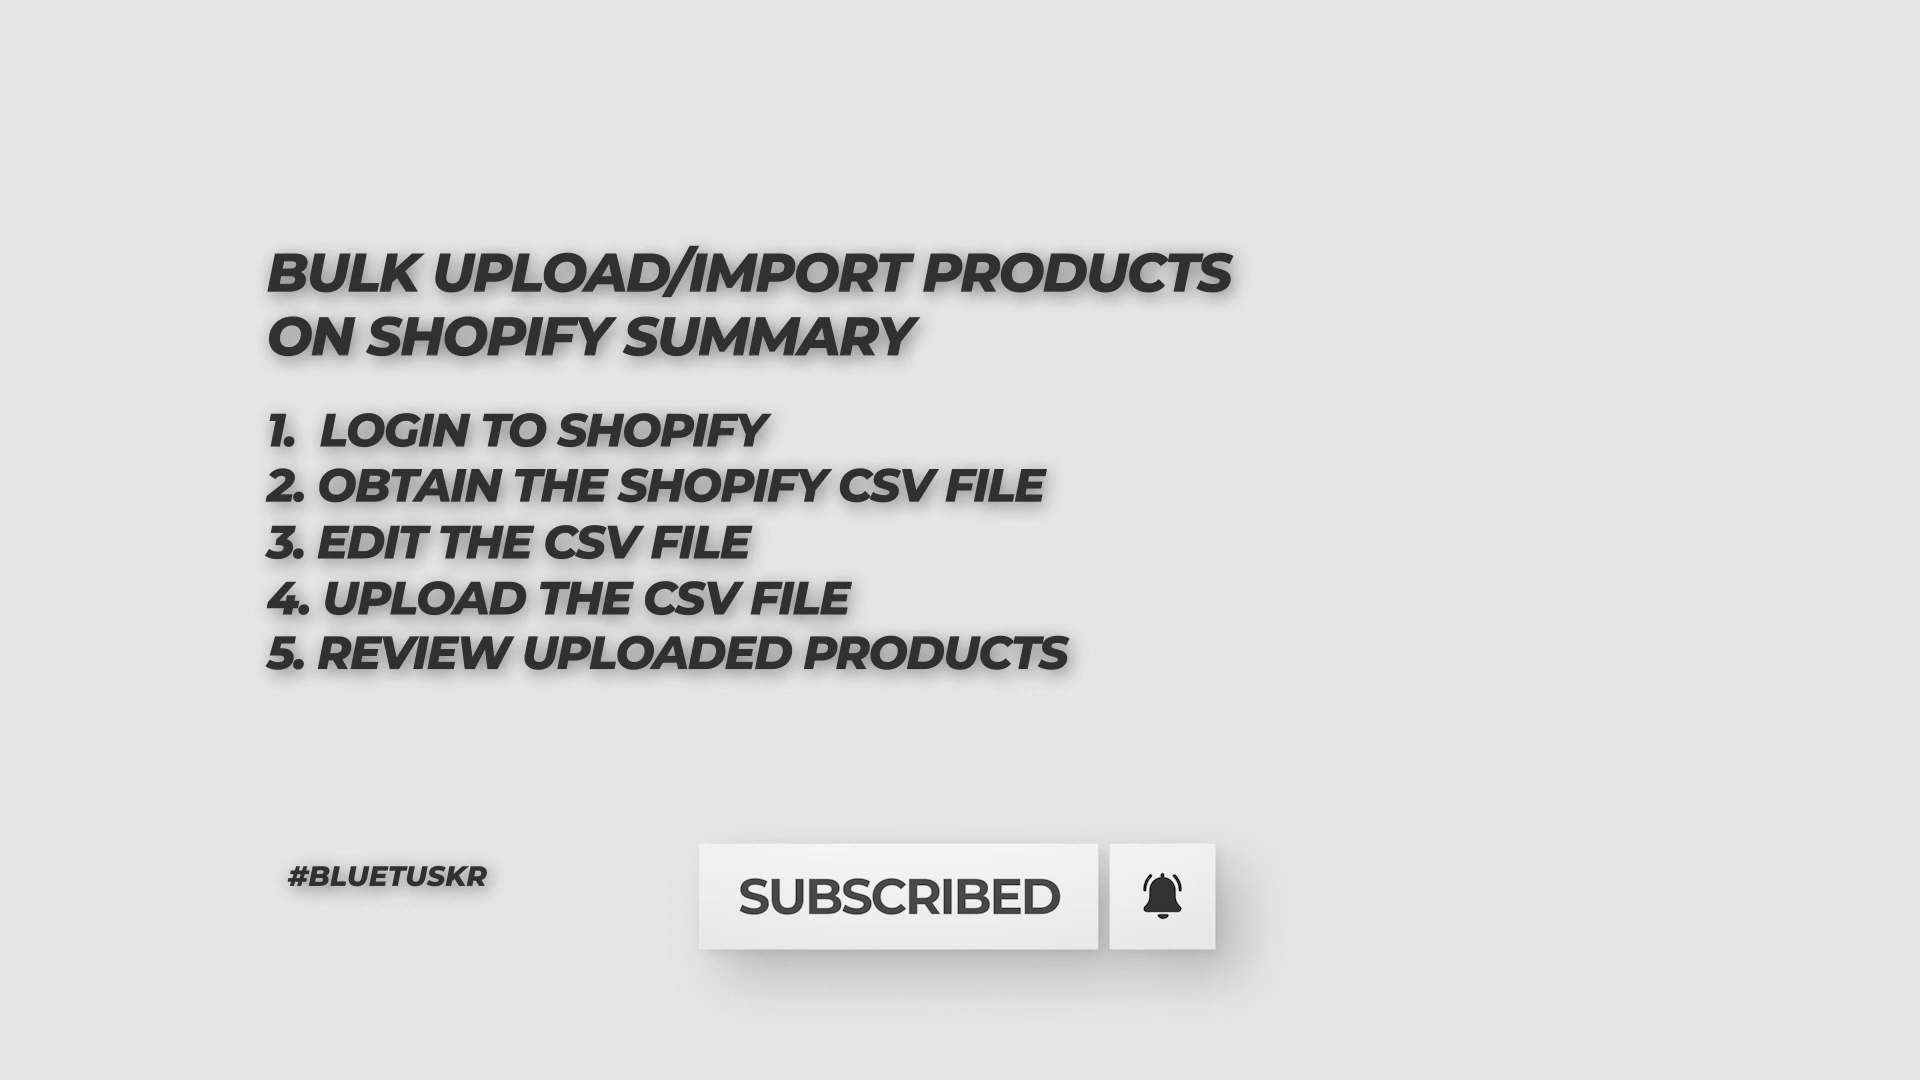 BULK UPLOAD/IMPORT PRODUCTS
ON SHOPIFY SUMMARY
1. LOGIN TO SHOPIFY
2. OBTAIN THE SHOPIFY CSV FILE
3. EDIT THE CSV FILE
4. UPLOAD THE CSV FILE
5. REVIEW UPLOADED PRODUCTS
#BLUETUSKR
SUBSCRIBED